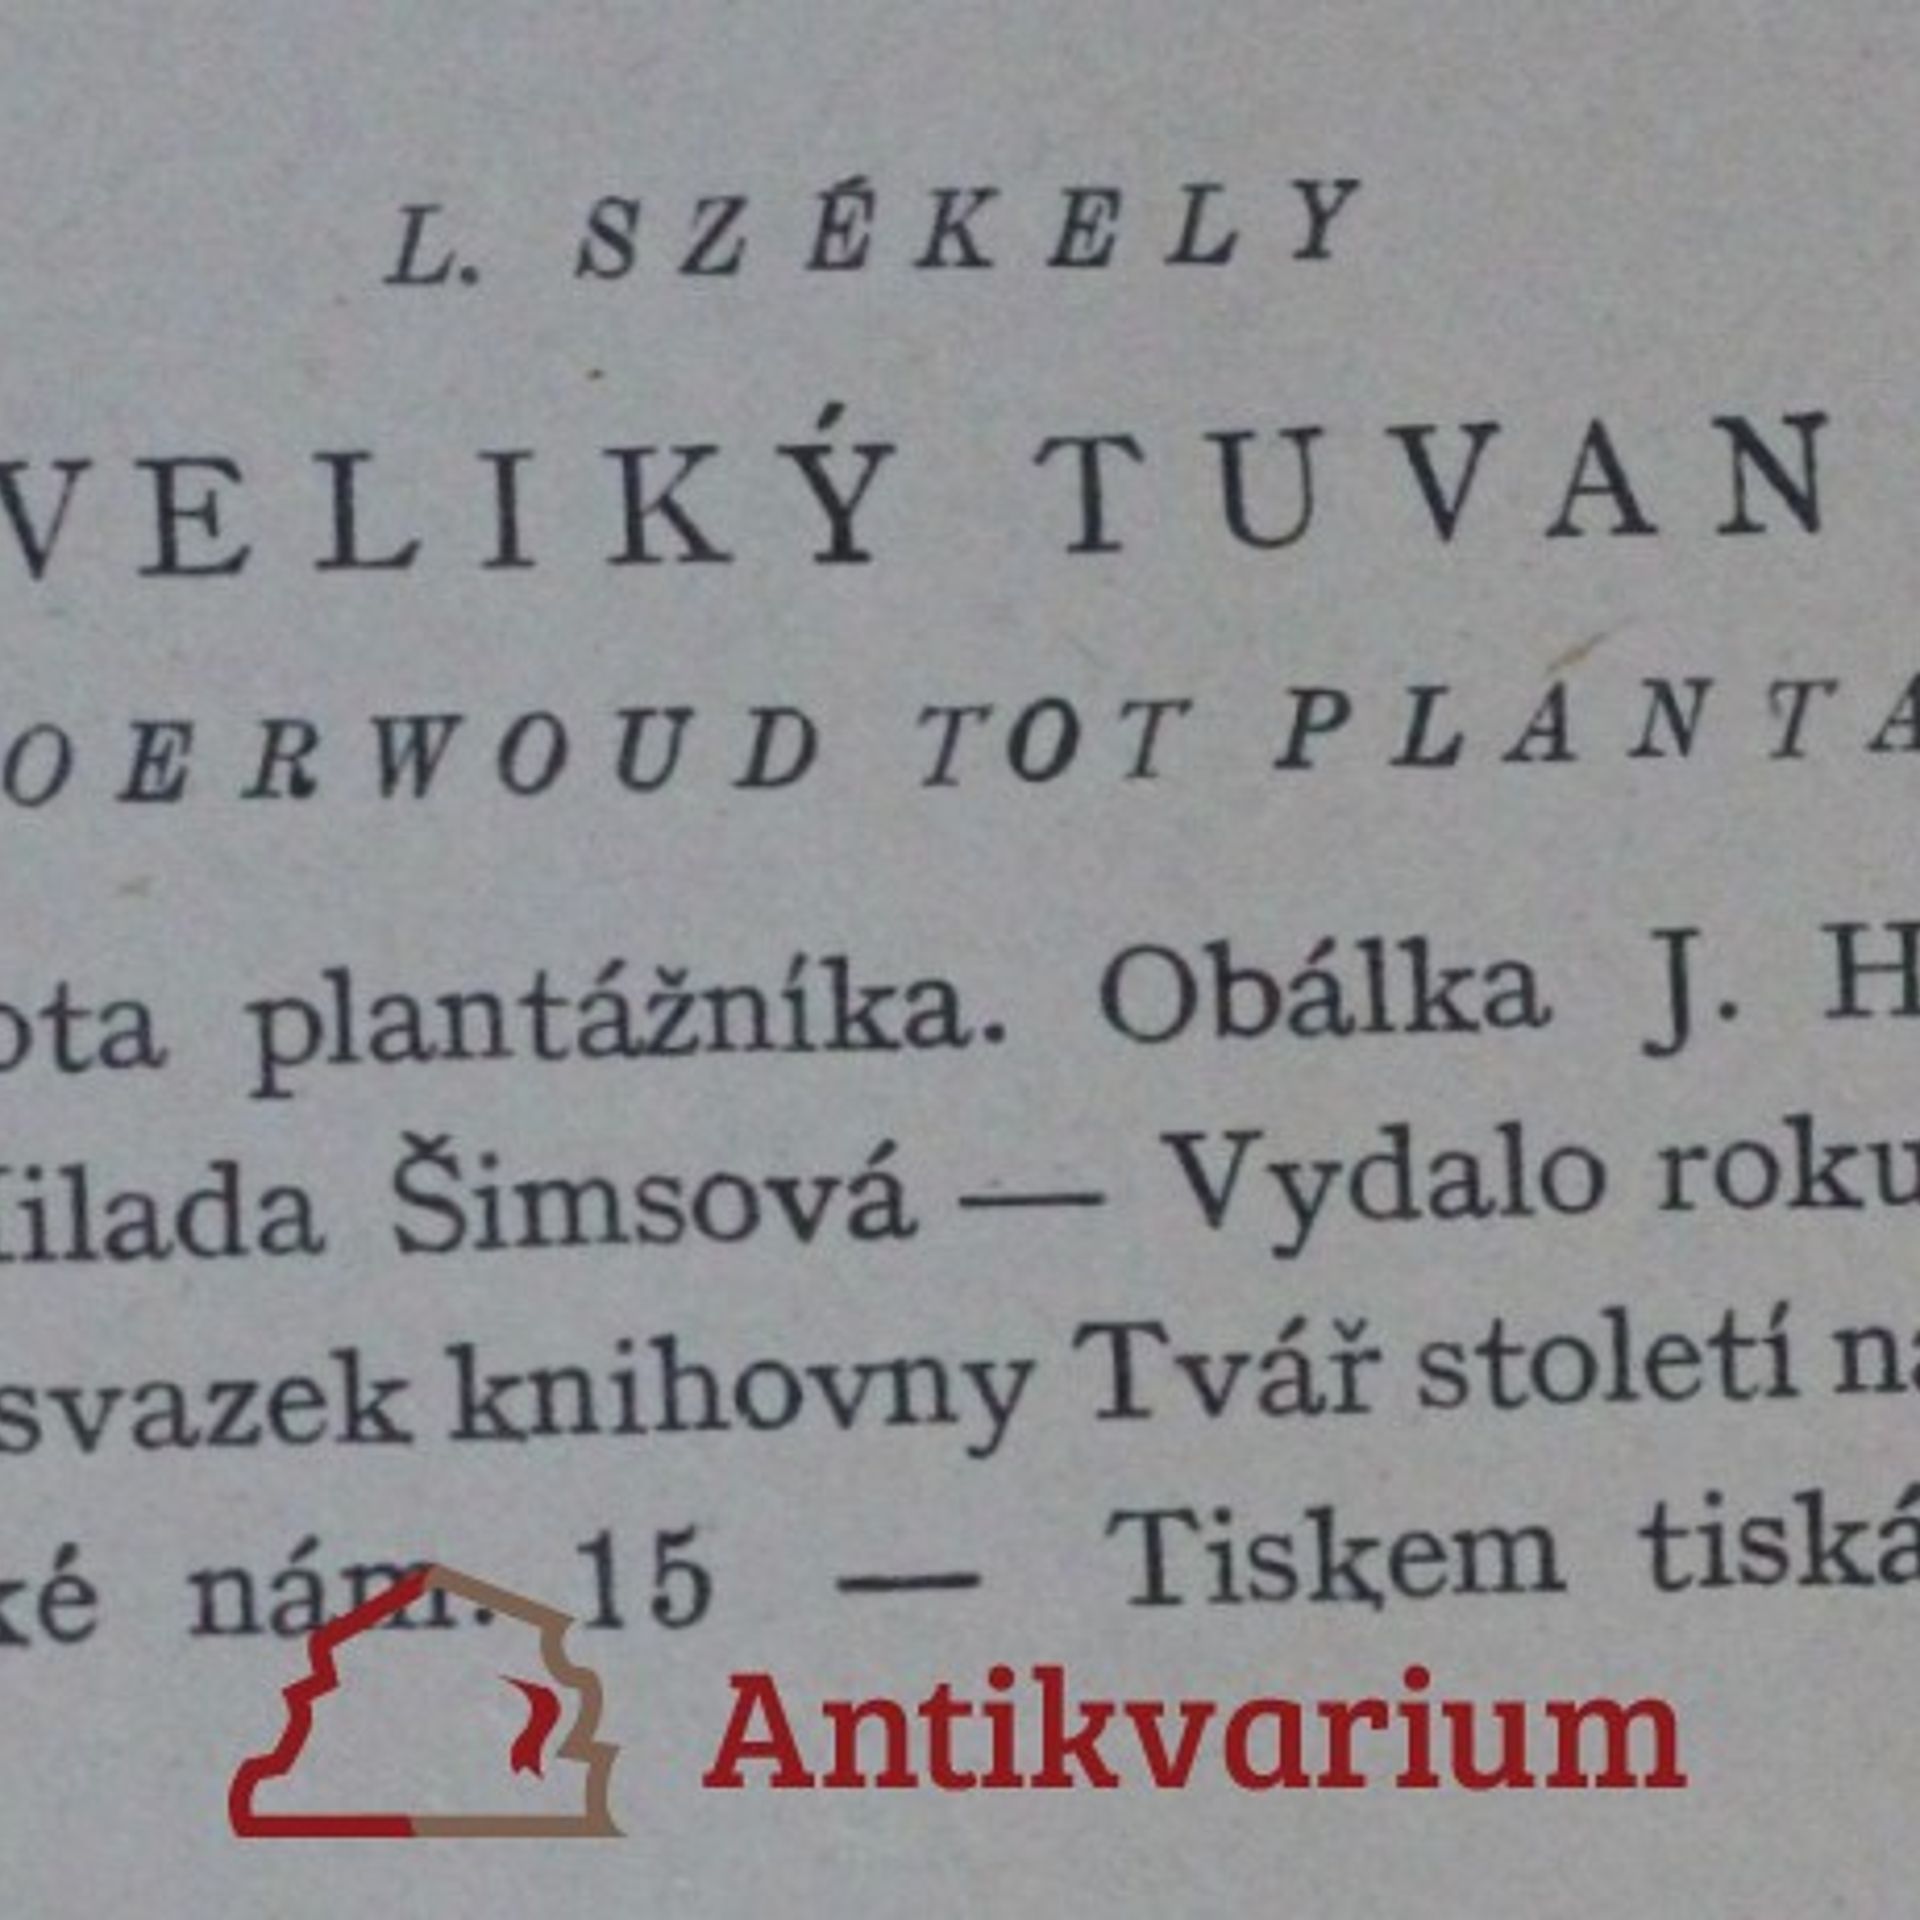 L. SZÉKELY
VELIKÝ TUVAN
OERWOUD TOT PLANTA
ota plantážníka. Obálka J. H
ilada Šimsová — Vydalo roku
svazek knihovny Tvář století na
ké nám. 15 — Tiskem tiská
Antikvarium